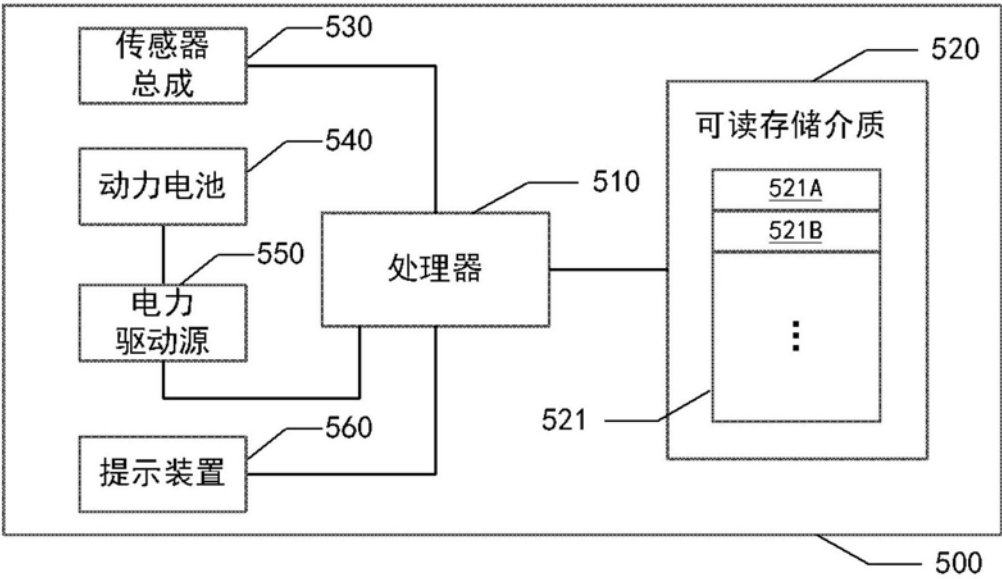 传感器
总成
530
动力电池
540
电力
驱动源
550
提示装置
560
处理器
510
可读存储介质
520
521A
521B
⋮
521
500